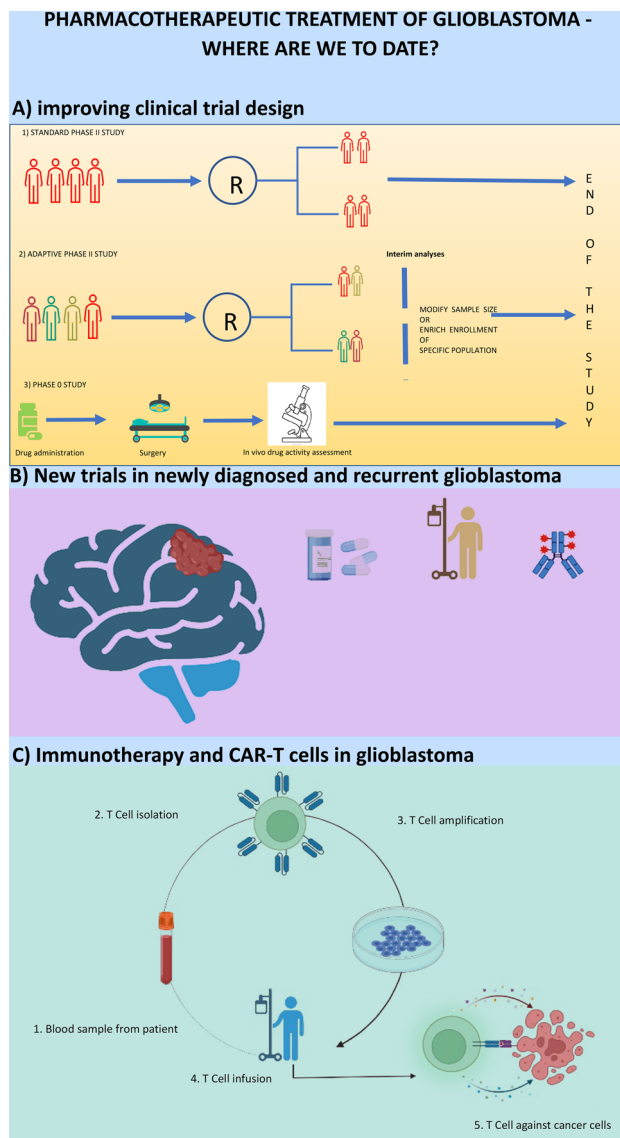 PHARMACOTHERAPEUTIC TREATMENT OF GLIOBLASTOMA -
WHERE ARE WE TO DATE?
A) improving clinical trial design
1) STANDARD PHASE II STUDY
R
2) ADAPTIVE PHASE II STUDY
R
Interim analyses
MODIFY SAMPLE SIZE
OR
ENRICH ENROLLMENT
OF
SPECIFIC POPULATION
3) PHASE 0 STUDY
Drug administration
Surgery
In vivo drug activity assessment
END OF THE STUDY
B) New trials in newly diagnosed and recurrent glioblastoma
C) Immunotherapy and CAR-T cells in glioblastoma
2. T Cell isolation
3. T Cell amplification
1. Blood sample from patient
4. T Cell infusion
5. T Cell against cancer cells